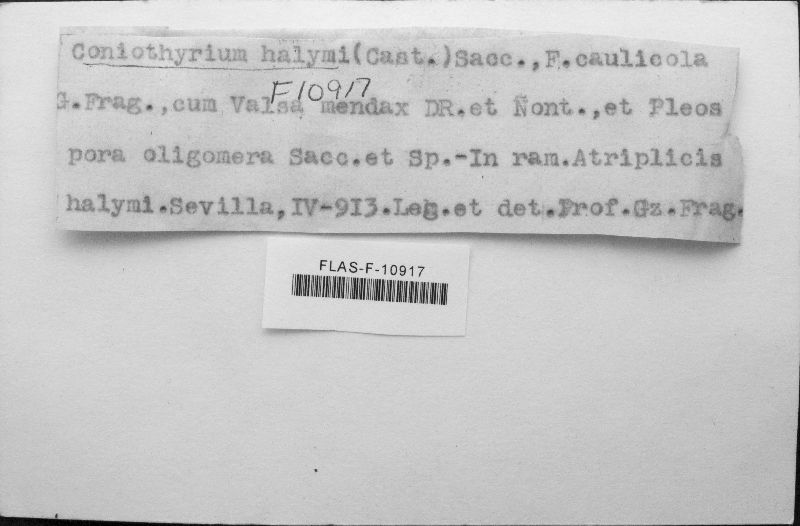 Coniothyrium halymi(Cast.)Sacc.,F.caulicola
G.Frag.,cum Valsa mendax DR.et Ñont.,et Pleos
F10917
pora oligomera Sacc.et Sp.-In ram.Atriplicis
halymi.Sevilla,IV-9I3.Leg.et det.Prof.Gz.Frag.
FLAS-F-10917